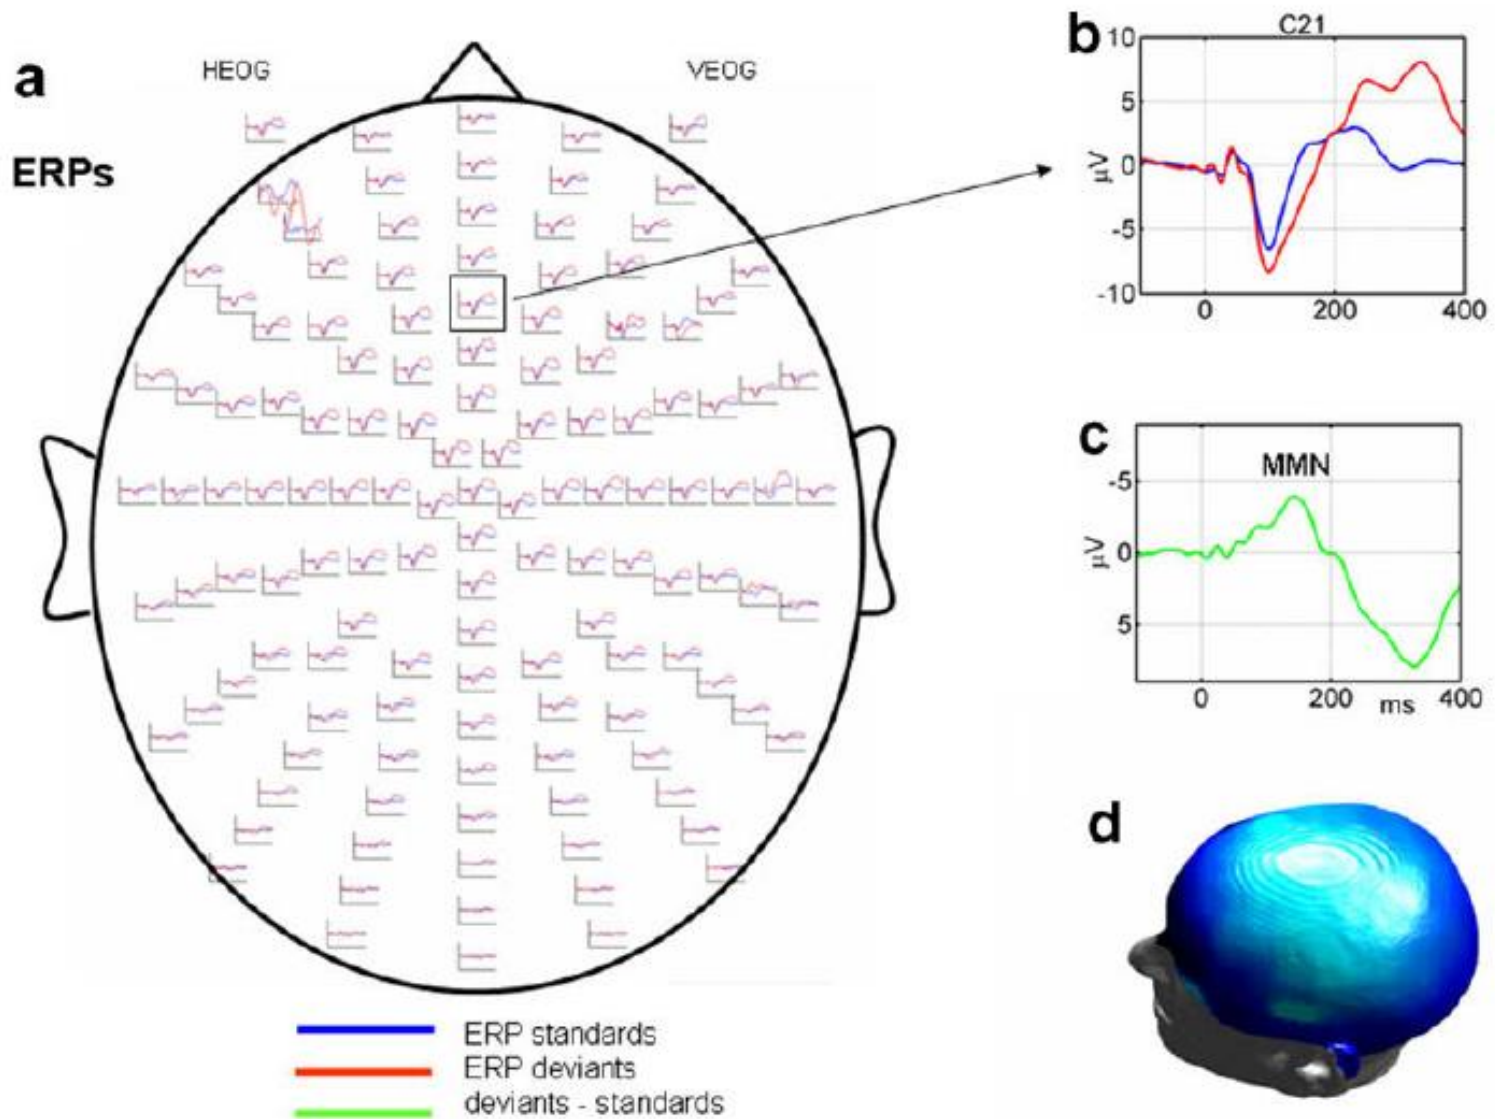 a
HEOG
VEOG
ERPs
b
C21
10
5
0
-5
-10
μV
0
200
400
c
MMN
-5
0
5
μV
0
200
ms
400
d
ERP standards
ERP deviants
deviants - standards